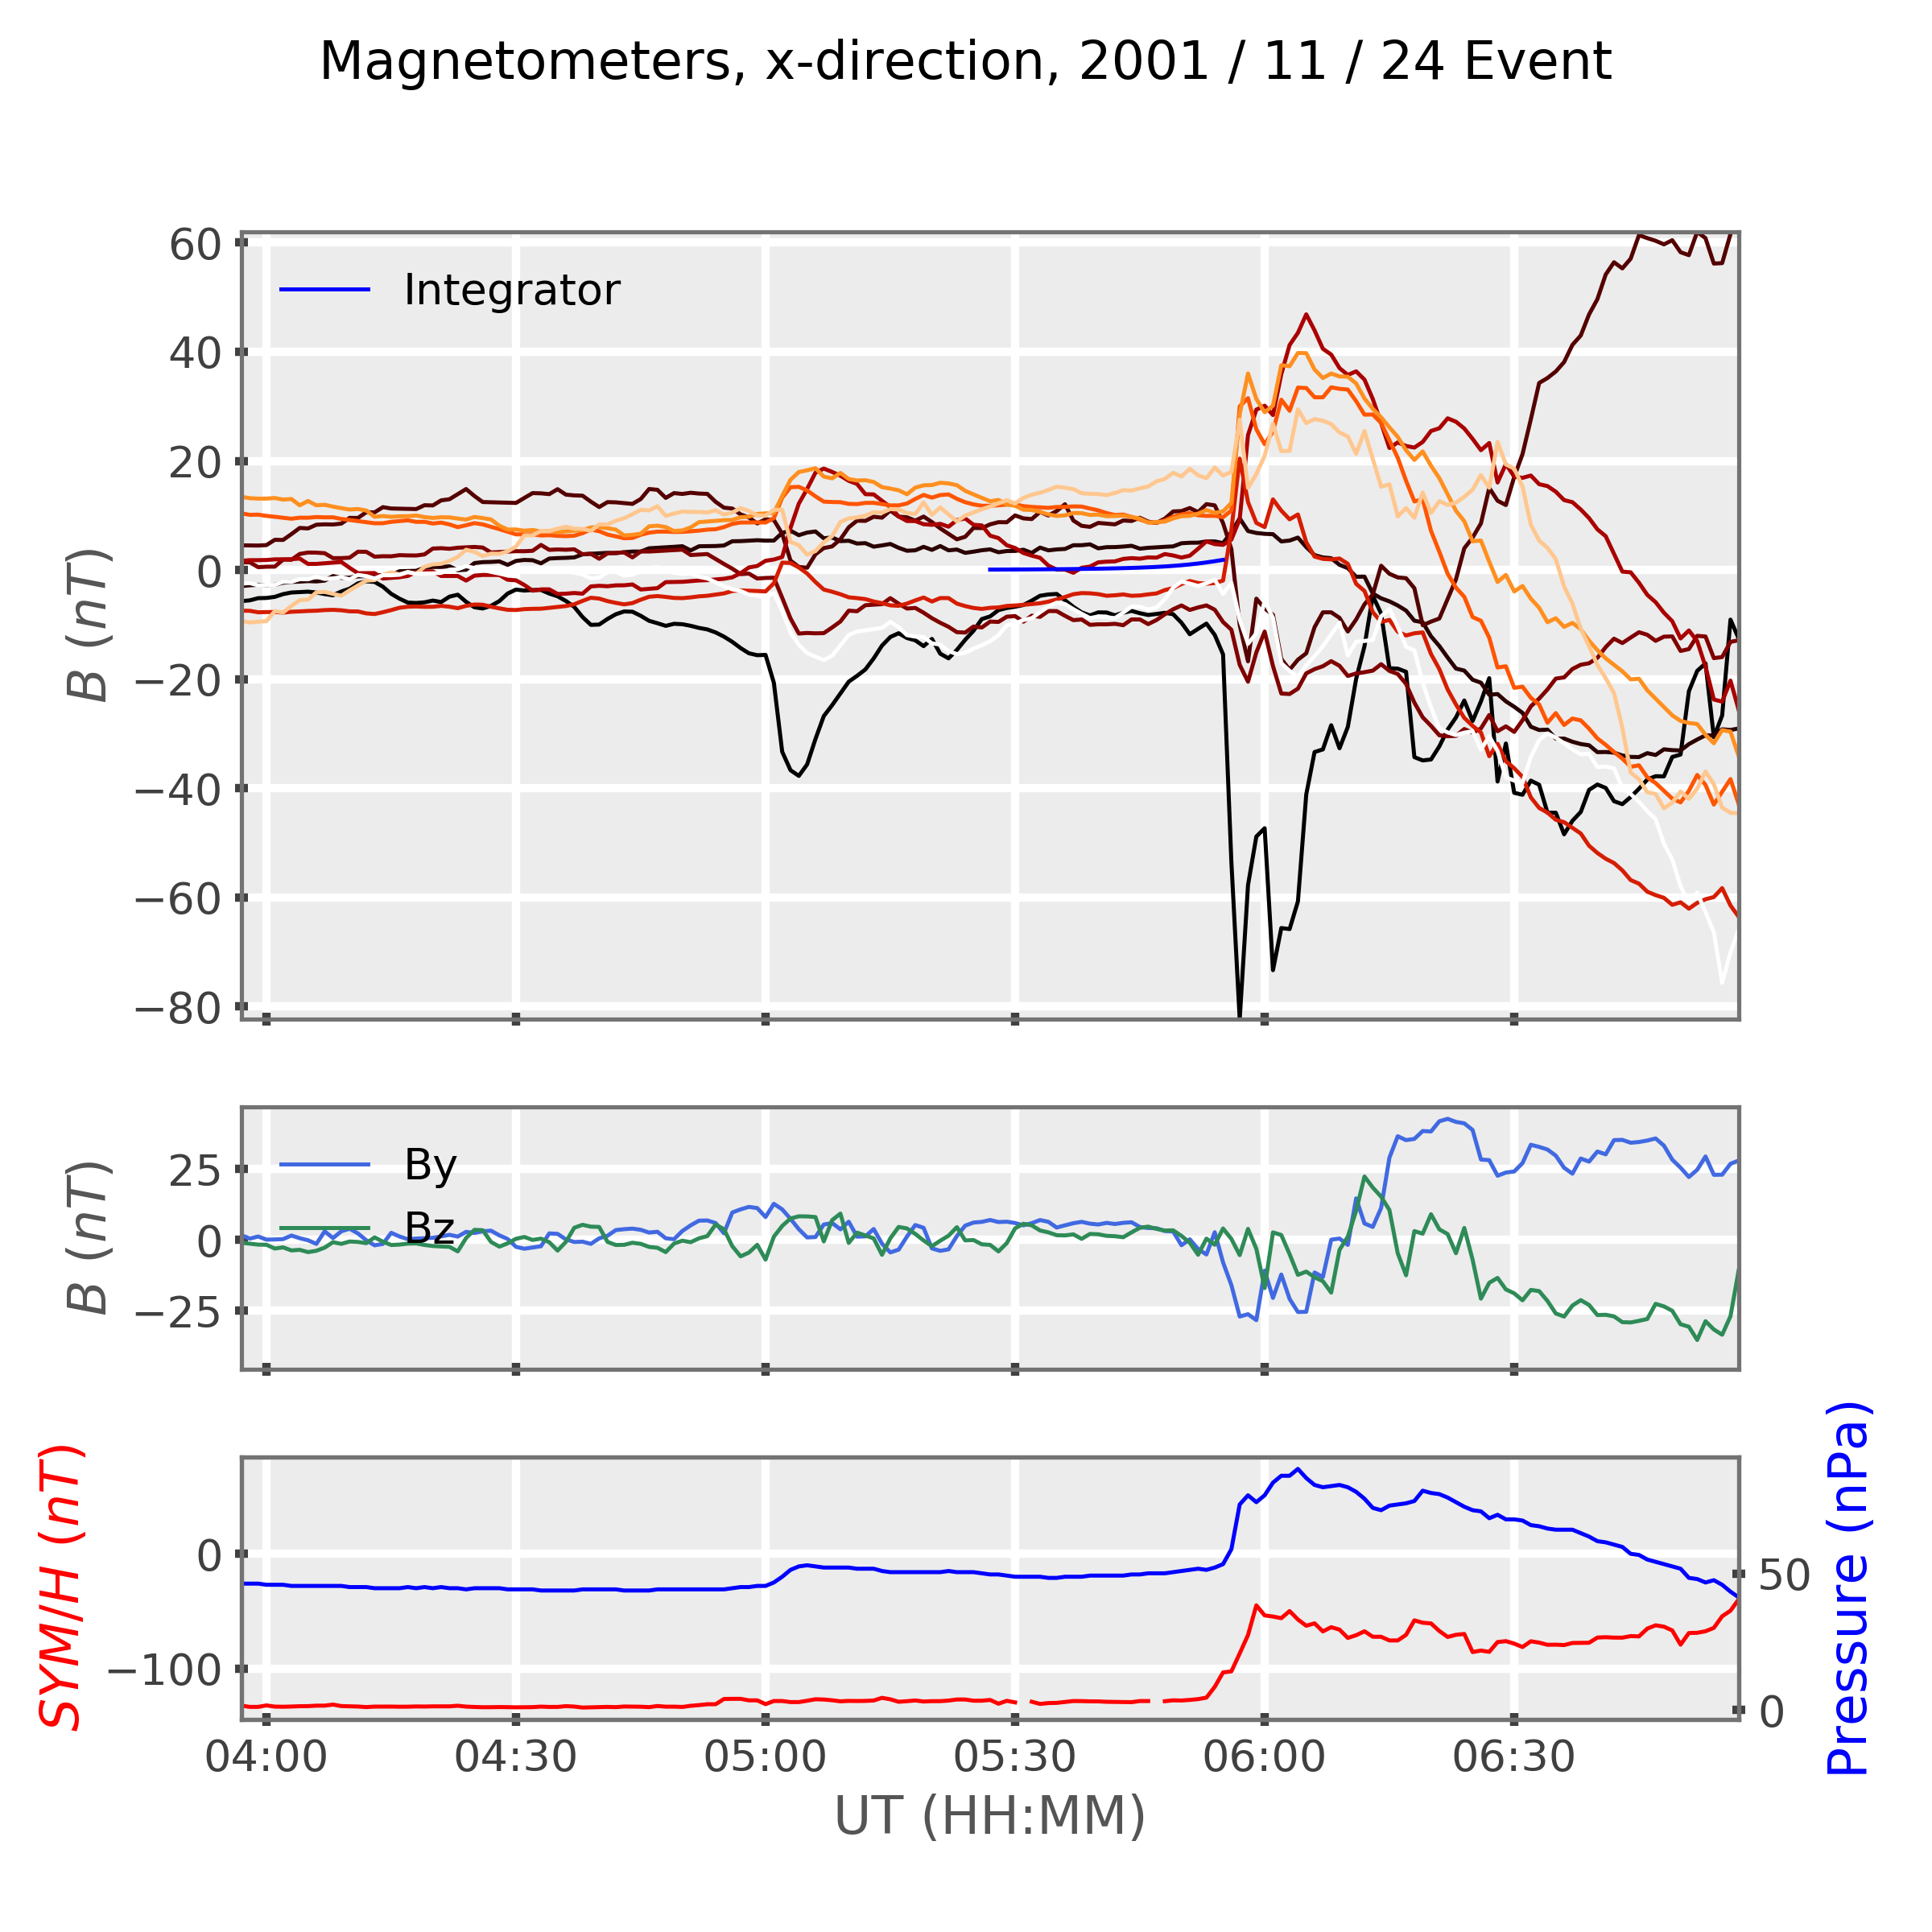 Magnetometers, x-direction, 2001 / 11 / 24 Event
60
40
20
0
−20
−40
−60
−80
B (nT)
Integrator
25
0
−25
B (nT)
By
Bz
0
−100
SYM/H (nT)
50
0
Pressure (nPa)
04:00 04:30 05:00 05:30 06:00 06:30
UT (HH:MM)